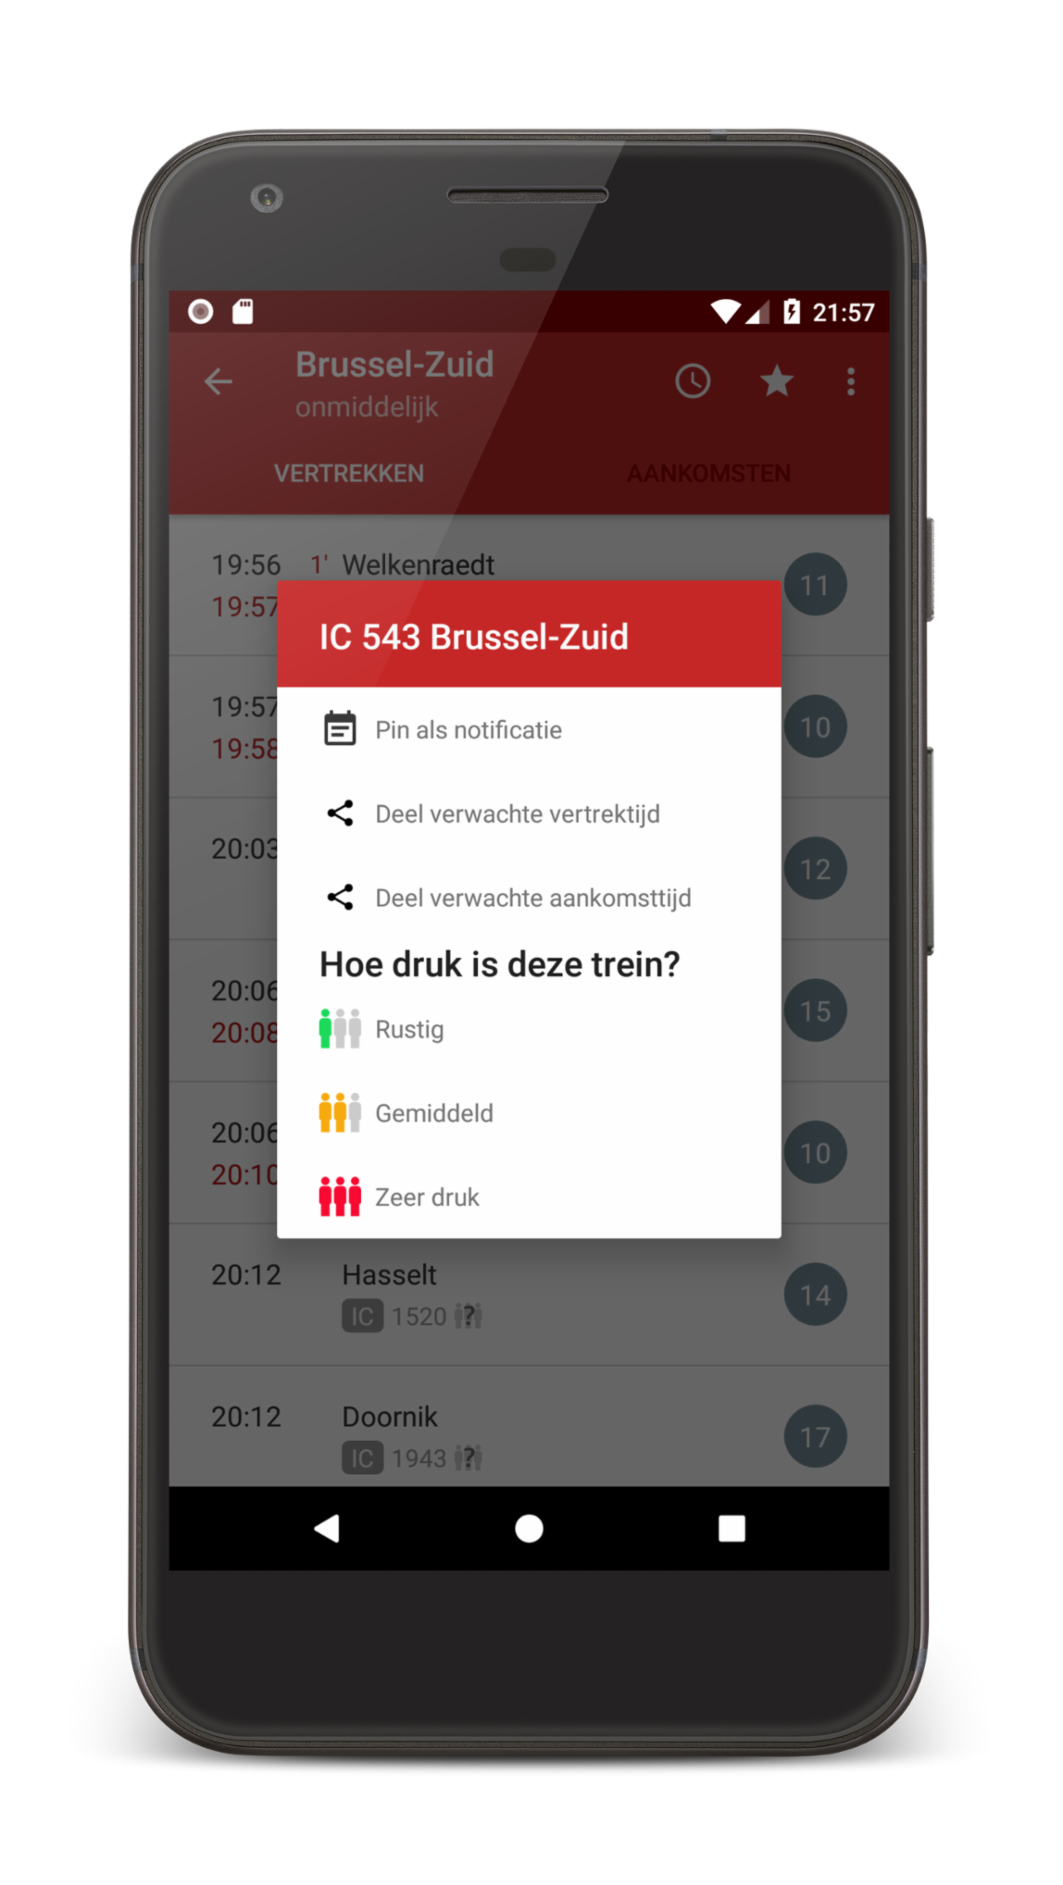 21:57
Brussel-Zuid
onmiddelijk
VERTREKKEN AANKOMSTEN
19:56 1' Welkenraedt 11
19:57
IC 543 Brussel-Zuid
19:57 Pin als notificatie 10
19:58
Deel verwachte vertrektijd
20:03 12
Deel verwachte aankomsttijd
Hoe druk is deze trein?
20:06 15
20:08 Rustig
Gemiddeld
20:06 10
20:10 Zeer druk
20:12 Hasselt 14
IC 1520 ?
20:12 Doornik 17
IC 1943 ?